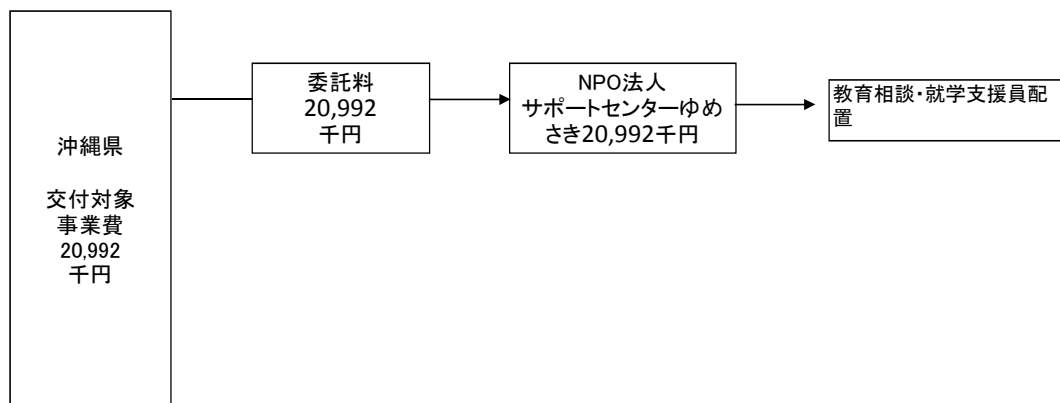 沖縄県
交付対象
事業費
20,992
千円
委託料
20,992
千円
NPO法人
サポートセンターゆめ
さき20,992千円
教育相談・就学支援員配
置